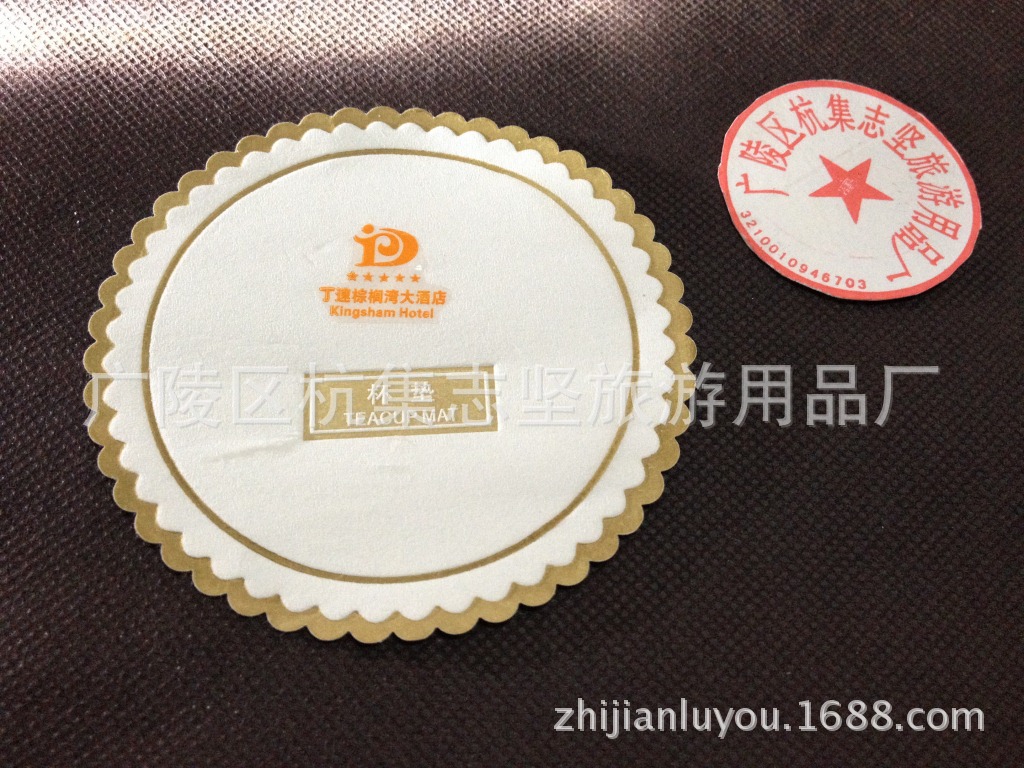 丁逮棕榈湾大酒店
Kingsham Hotel
杯垫
TEACUP MAT
广陵区杭集志坚旅游用品厂
3210010946703
广陵区杭集志坚旅游用品厂
zhijianluyou.1688.com